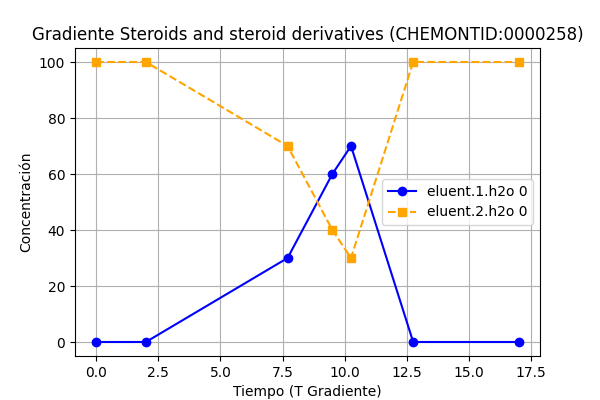 Gradiente Steroids and steroid derivatives (CHEMONTID:0000258)
100
80
60
40
20
0
Concentración
eluent.1.h2o 0
eluent.2.h2o 0
0.0 2.5 5.0 7.5 10.0 12.5 15.0 17.5
Tiempo (T Gradiente)